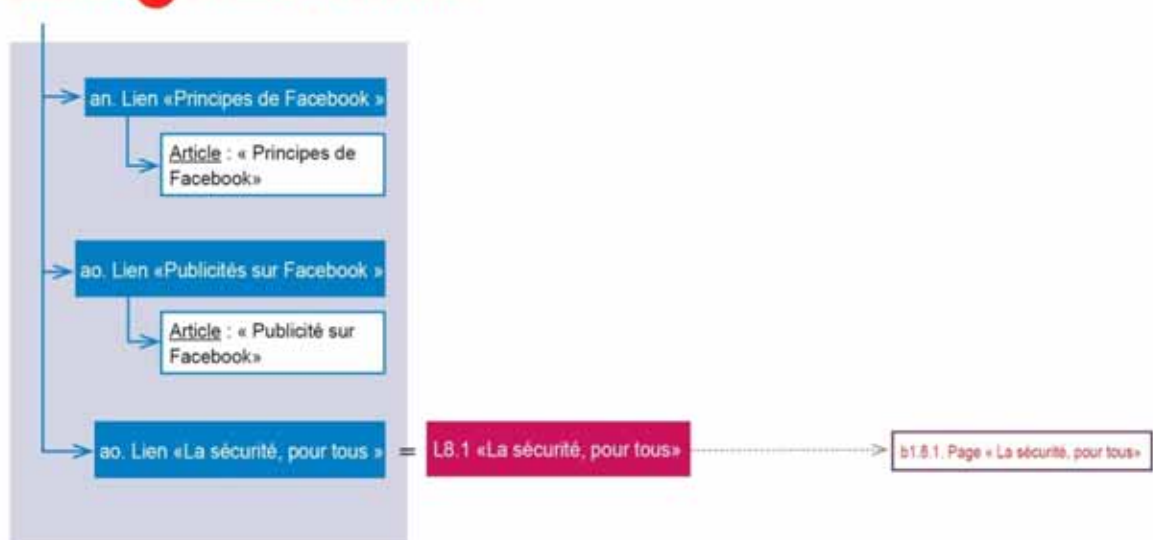 an. Lien «Principes de Facebook »
Article : « Principes de
Facebook»
ao. Lien «Publicités sur Facebook »
Article : « Publicité sur
Facebook»
ao. Lien «La sécurité, pour tous » = L8.1 «La sécurité, pour tous» b1.8.1. Page « La sécurité, pour tous»